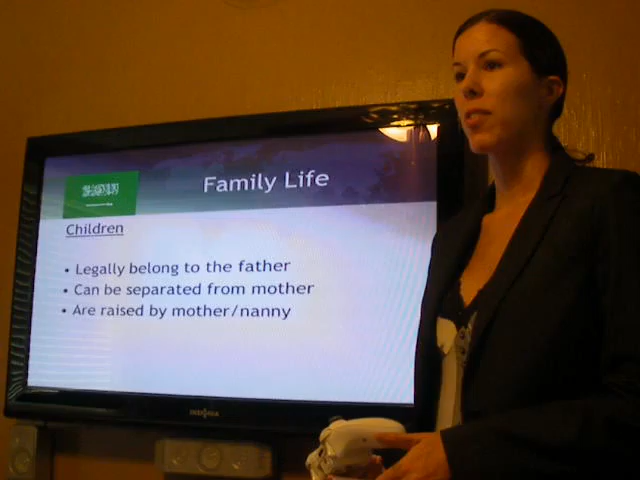 Family Life
Children
• Legally belong to the father
• Can be separated from mother
• Are raised by mother/nanny
INSIGNIA